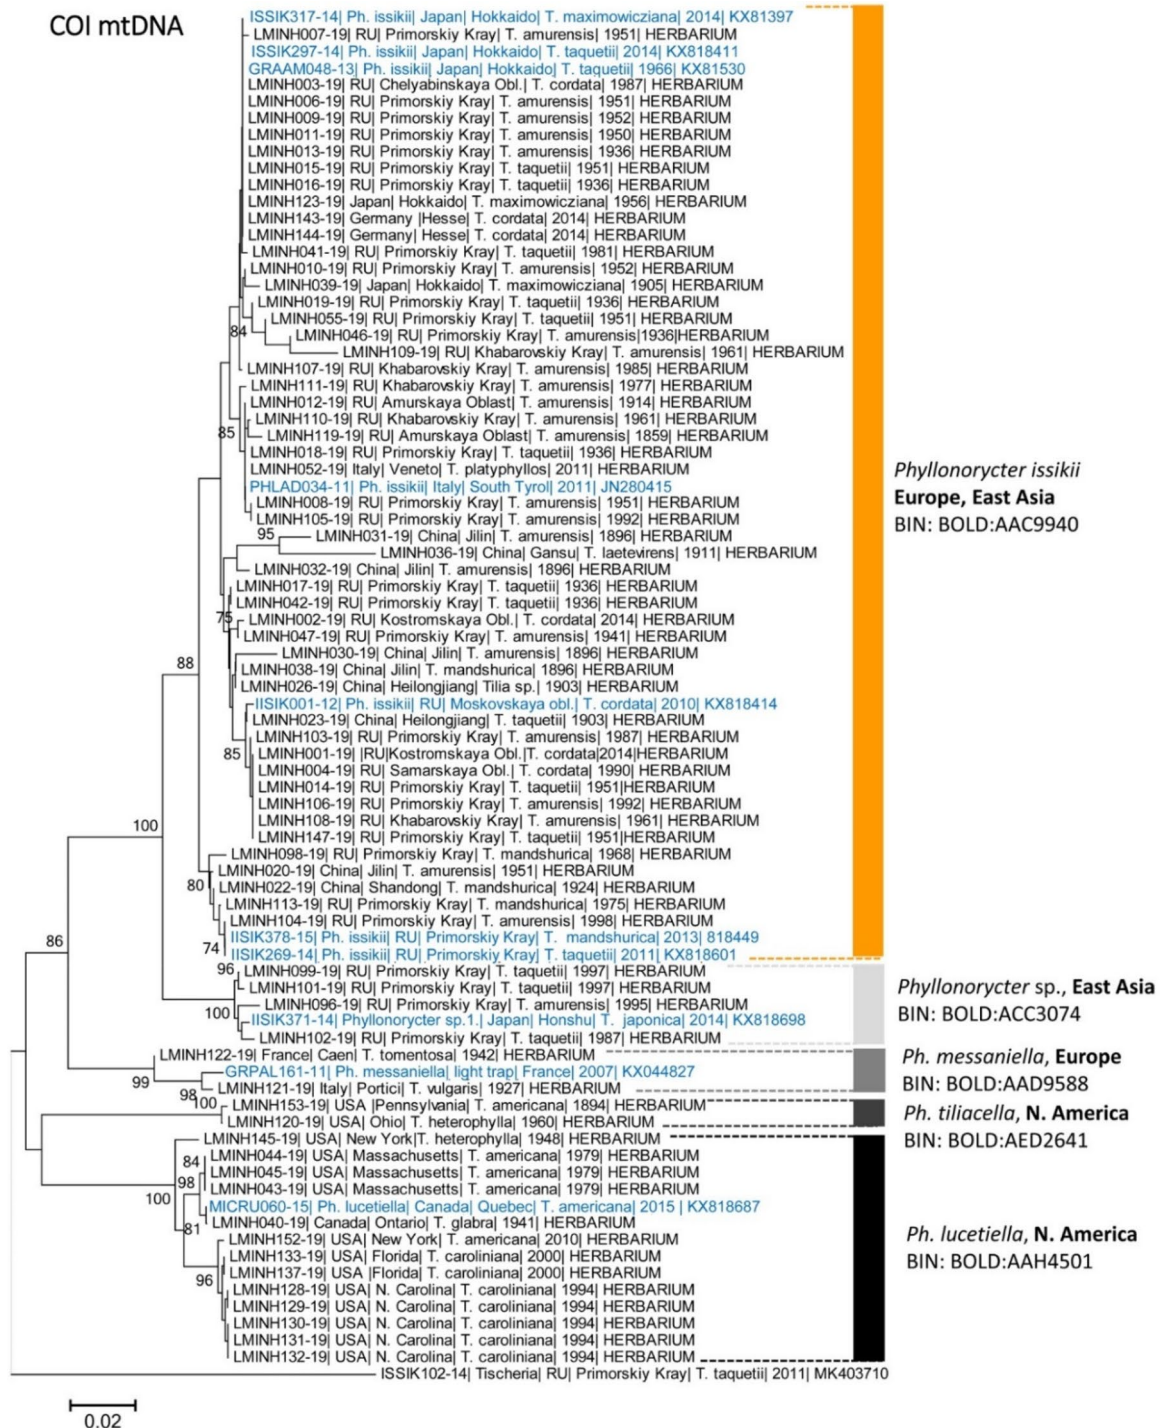 COI mtDNA
ISSIK317-14| Ph. issikii| Japan| Hokkaido| T. maximowicziana| 2014| KX81397
LMINH007-19| RU| Primorskiy Kray| T. amurensis| 1951| HERBARIUM
ISSIK297-14| Ph. issikii| Japan| Hokkaido| T. taquetii| 2014| KX818411
GRAAM048-13| Ph. issikii| Japan| Hokkaido| T. taquetii| 1966| KX81530
LMINH003-19| RU| Chelyabinskaya Obl.| T. cordata| 1987| HERBARIUM
LMINH006-19| RU| Primorskiy Kray| T. amurensis| 1951| HERBARIUM
LMINH009-19| RU| Primorskiy Kray| T. amurensis| 1952| HERBARIUM
LMINH011-19| RU| Primorskiy Kray| T. amurensis| 1950| HERBARIUM
LMINH013-19| RU| Primorskiy Kray| T. amurensis| 1936| HERBARIUM
LMINH015-19| RU| Primorskiy Kray| T. taquetii| 1951| HERBARIUM
LMINH016-19| RU| Primorskiy Kray| T. taquetii| 1936| HERBARIUM
LMINH123-19| Japan| Hokkaido| T. maximowicziana| 1956| HERBARIUM
LMINH143-19| Germany |Hesse| T. cordata| 2014| HERBARIUM
LMINH144-19| Germany| Hesse| T. cordata| 2014| HERBARIUM
LMINH041-19| RU| Primorskiy Kray| T. taquetii| 1981| HERBARIUM
LMINH010-19| RU| Primorskiy Kray| T. amurensis| 1952| HERBARIUM
LMINH039-19| Japan| Hokkaido| T. maximowicziana| 1905| HERBARIUM
LMINH019-19| RU| Primorskiy Kray| T. taquetii| 1936| HERBARIUM
LMINH055-19| RU| Primorskiy Kray| T. taquetii| 1951| HERBARIUM
84
LMINH046-19| RU| Primorskiy Kray| T. amurensis|1936|HERBARIUM
LMINH109-19| RU| Khabarovskiy Kray| T. amurensis| 1961| HERBARIUM
LMINH107-19| RU| Khabarovskiy Kray| T. amurensis| 1985| HERBARIUM
LMINH111-19| RU| Khabarovskiy Kray| T. amurensis| 1977| HERBARIUM
LMINH012-19| RU| Amurskaya Oblast| T. amurensis| 1914| HERBARIUM
LMINH110-19| RU| Khabarovskiy Kray| T. amurensis| 1961| HERBARIUM
85
LMINH119-19| RU| Amurskaya Oblast| T. amurensis| 1859| HERBARIUM
LMINH018-19| RU| Primorskiy Kray| T. taquetii| 1936| HERBARIUM
LMINH052-19| Italy| Veneto| T. platyphyllos| 2011| HERBARIUM
PHLAD034-11| Ph. issikii| Italy| South Tyrol| 2011| JN280415
LMINH008-19| RU| Primorskiy Kray| T. amurensis| 1951| HERBARIUM
LMINH105-19| RU| Primorskiy Kray| T. amurensis| 1992| HERBARIUM
95
LMINH031-19| China| Jilin| T. amurensis| 1896| HERBARIUM
LMINH036-19| China| Gansu| T. laetevirens| 1911| HERBARIUM
LMINH032-19| China| Jilin| T. amurensis| 1896| HERBARIUM
LMINH017-19| RU| Primorskiy Kray| T. taquetii| 1936| HERBARIUM
LMINH042-19| RU| Primorskiy Kray| T. taquetii| 1936| HERBARIUM
75
LMINH002-19| RU| Kostromskaya Obl.| T. cordata| 2014| HERBARIUM
LMINH047-19| RU| Primorskiy Kray| T. amurensis| 1941| HERBARIUM
LMINH030-19| China| Jilin| T. amurensis| 1896| HERBARIUM
88
LMINH038-19| China| Jilin| T. mandshurica| 1896| HERBARIUM
LMINH026-19| China| Heilongjiang| Tilia sp.| 1903| HERBARIUM
IISIK001-12| Ph. issikii| RU| Moskovskaya obl.| T. cordata| 2010| KX818414
LMINH023-19| China| Heilongjiang| T. taquetii| 1903| HERBARIUM
LMINH103-19| RU| Primorskiy Kray| T. amurensis| 1987| HERBARIUM
85
LMINH001-19| |RU|Kostromskaya Obl.|T. cordata|2014|HERBARIUM
LMINH004-19| RU| Samarskaya Obl.| T. cordata| 1990| HERBARIUM
LMINH014-19| RU| Primorskiy Kray| T. taquetii| 1951|HERBARIUM
LMINH106-19| RU| Primorskiy Kray| T. amurensis| 1992| HERBARIUM
LMINH108-19| RU| Khabarovskiy Kray| T. amurensis| 1961| HERBARIUM
100
LMINH147-19| RU| Primorskiy Kray| T. taquetii| 1951|HERBARIUM
LMINH098-19| RU| Primorskiy Kray| T. mandshurica| 1968| HERBARIUM
LMINH020-19| China| Jilin| T. amurensis| 1951| HERBARIUM
80
LMINH022-19| China| Shandong| T. mandshurica| 1924| HERBARIUM
LMINH113-19| RU| Primorskiy Kray| T. mandshurica| 1975| HERBARIUM
LMINH104-19| RU| Primorskiy Kray| T. amurensis| 1998| HERBARIUM
86
IISIK378-15| Ph. issikii| RU| Primorskiy Kray| T. mandshurica| 2013| 818449
74
IISIK269-14| Ph. issikii| RU| Primorskiy Kray| T. taquetii| 2011| KX818601
Phyllonorycter issikii
Europe, East Asia
BIN: BOLD:AAC9940
96
LMINH099-19| RU| Primorskiy Kray| T. taquetii| 1997| HERBARIUM
LMINH101-19| RU| Primorskiy Kray| T. taquetii| 1997| HERBARIUM
LMINH096-19| RU| Primorskiy Kray| T. amurensis| 1995| HERBARIUM
100
IISIK371-14| Phyllonorycter sp.1.| Japan| Honshu| T. japonica| 2014| KX818698
LMINH102-19| RU| Primorskiy Kray| T. taquetii| 1987| HERBARIUM
Phyllonorycter sp., East Asia
BIN: BOLD:ACC3074
LMINH122-19| France| Caen| T. tomentosa| 1942| HERBARIUM
GRPAL161-11| Ph. messaniella| light trap| France| 2007| KX044827
99
98
LMINH121-19| Italy| Portici| T. vulgaris| 1927| HERBARIUM
Ph. messaniella, Europe
BIN: BOLD:AAD9588
100
LMINH153-19| USA |Pennsylvania| T. americana| 1894| HERBARIUM
LMINH120-19| USA| Ohio| T. heterophylla| 1960| HERBARIUM
Ph. tiliacella, N. America
BIN: BOLD:AED2641
LMINH145-19| USA| New York|T. heterophylla| 1948| HERBARIUM
84
LMINH044-19| USA| Massachusetts| T. americana| 1979| HERBARIUM
LMINH045-19| USA| Massachusetts| T. americana| 1979| HERBARIUM
98
LMINH043-19| USA| Massachusetts| T. americana| 1979| HERBARIUM
100
MICRU060-15| Ph. lucetiella| Canada| Quebec| T. americana| 2015 | KX818687
LMINH040-19| Canada| Ontario| T. glabra| 1941| HERBARIUM
81
LMINH152-19| USA| New York| T. americana| 2010| HERBARIUM
LMINH133-19| USA| Florida| T. caroliniana| 2000| HERBARIUM
LMINH137-19| USA |Florida| T. caroliniana| 2000| HERBARIUM
96
LMINH128-19| USA| N. Carolina| T. caroliniana| 1994| HERBARIUM
LMINH129-19| USA| N. Carolina| T. caroliniana| 1994| HERBARIUM
LMINH130-19| USA| N. Carolina| T. caroliniana| 1994| HERBARIUM
LMINH131-19| USA| N. Carolina| T. caroliniana| 1994| HERBARIUM
LMINH132-19| USA| N. Carolina| T. caroliniana| 1994| HERBARIUM
Ph. lucetiella, N. America
BIN: BOLD:AAH4501
ISSIK102-14| Tischeria| RU| Primorskiy Kray| T. taquetii| 2011| MK403710
0.02